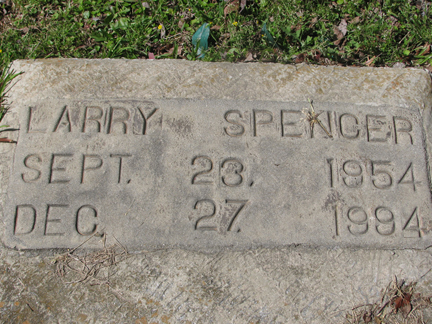 LARRY SPENCER
SEPT. 23. 1954
DEC. 27. 1994